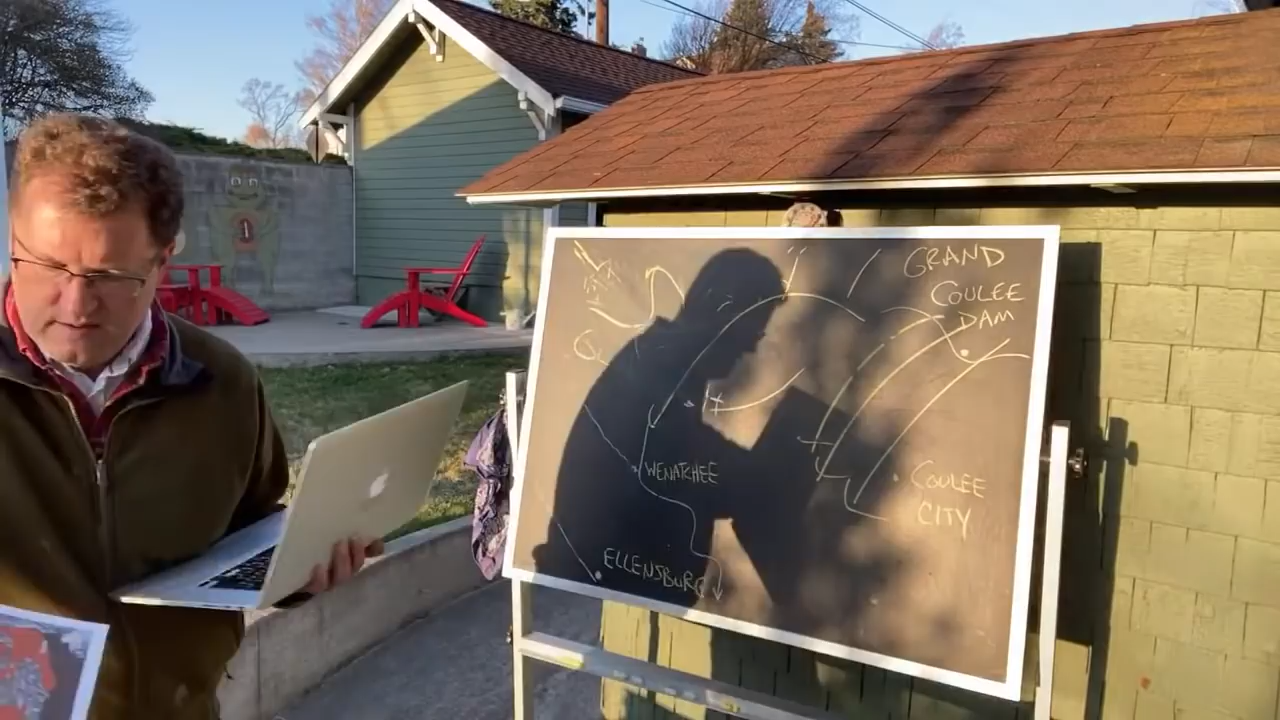 GRAND
COULEE
DAM
WENATCHEE
COULEE
CITY
ELLENSBURG